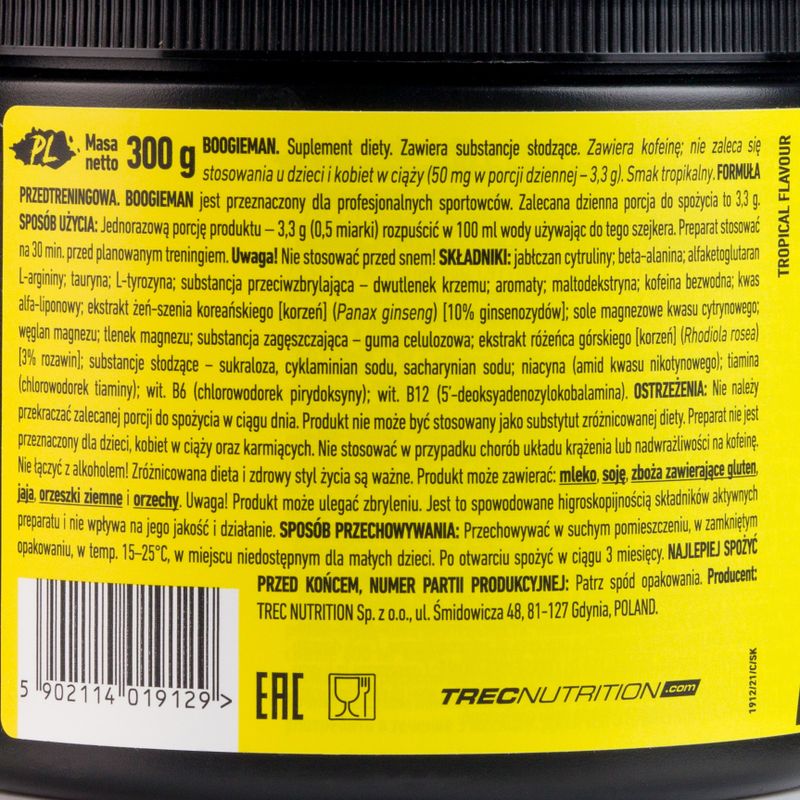 PL Masa netto 300 g BOOGIEMAN. Suplement diety. Zawiera substancje słodzące. Zawiera kofeinę; nie zaleca się
stosowania u dzieci i kobiet w ciąży (50 mg w porcji dziennej – 3,3 g). Smak tropikalny. FORMUŁA
PRZEDTRENINGOWA. BOOGIEMAN jest przeznaczony dla profesjonalnych sportowców. Zalecana dzienna porcja do spożycia to 3,3 g.
SPOSÓB UŻYCIA: Jednorazową porcję produktu – 3,3 g (0,5 miarki) rozpuścić w 100 ml wody używając do tego szejkera. Preparat stosować
na 30 min. przed planowanym treningiem. Uwaga! Nie stosować przed snem! SKŁADNIKI: jabłczan cytruliny; beta-alanina; alfaketoglutaran
L-argininy; tauryna; L-tyrozyna; substancja przeciwzbrylająca – dwutlenek krzemu; aromaty; maltodekstryna; kofeina bezwodna; kwas
alfa-liponowy; ekstrakt żeń-szenia koreańskiego [korzeń] (Panax ginseng) [10% ginsenozydów]; sole magnezowe kwasu cytrynowego;
węglan magnezu; tlenek magnezu; substancja zagęszczająca – guma celulozowa; ekstrakt różeńca górskiego [korzeń] (Rhodiola rosea)
[3% rozawin]; substancje słodzące – sukraloza, cyklaminian sodu, sacharynian sodu; niacyna (amid kwasu nikotynowego); tiamina
(chlorowodorek tiaminy); wit. B6 (chlorowodorek pirydoksyny); wit. B12 (5'-deoksyadenozylokobalamina). OSTRZEŻENIA: Nie należy
przekraczać zalecanej porcji do spożycia w ciągu dnia. Produkt nie może być stosowany jako substytut zróżnicowanej diety. Preparat nie jest
przeznaczony dla dzieci, kobiet w ciąży oraz karmiących. Nie stosować w przypadku chorób układu krążenia lub nadwrażliwości na kofeinę.
Nie łączyć z alkoholem! Zróżnicowana dieta i zdrowy styl życia są ważne. Produkt może zawierać: mleko, soję, zboża zawierające gluten,
jaja, orzeszki ziemne i orzechy. Uwaga! Produkt może ulegać zbryleniu. Jest to spowodowane higroskopijnością składników aktywnych
preparatu i nie wpływa na jego jakość i działanie. SPOSÓB PRZECHOWYWANIA: Przechowywać w suchym pomieszczeniu, w zamkniętym
opakowaniu, w temp. 15–25°C, w miejscu niedostępnym dla małych dzieci. Po otwarciu spożyć w ciągu 3 miesięcy. NAJLEPIEJ SPOŻYĆ
PRZED KOŃCEM, NUMER PARTII PRODUKCYJNEJ: Patrz spód opakowania. Producent:
TREC NUTRITION Sp. z o.o., ul. Śmidowicza 48, 81-127 Gdynia, POLAND.
TROPICAL FLAVOUR
5 902114 019129 >
EAC
TRECNUTRITION.com
1912/21/C/SK